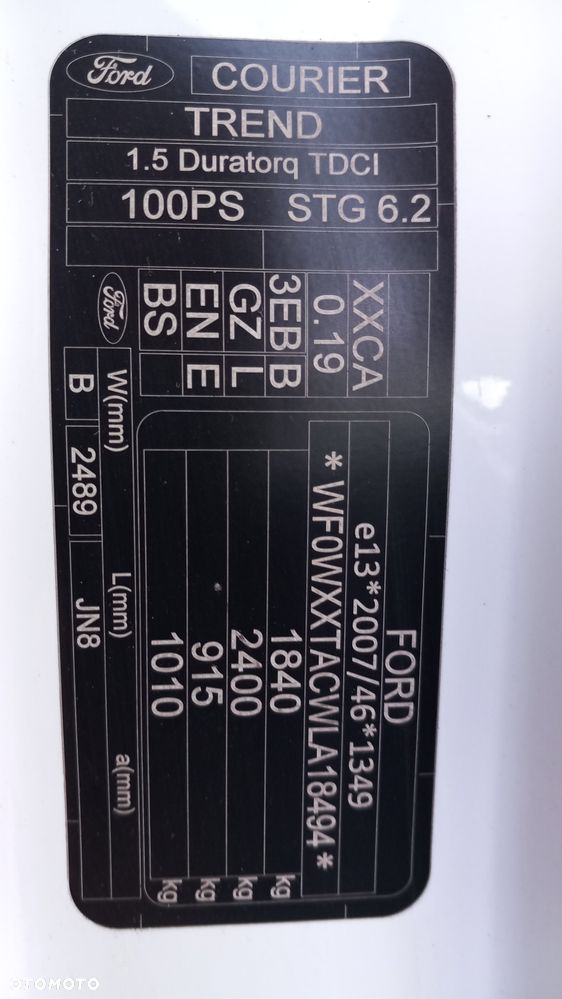 Ford
COURIER
TREND
1.5 Duratorq TDCI
100PS STG 6.2
XXCA
0.19
3EB B
GZ L
EN E
BS
Ford
FORD
e13*2007/46*1349
* WF0WXXTACWLA18494 *
1840 kg
2400 kg
915 kg
1010 kg
W(mm) L(mm) a(mm)
B 2489 JN8
OTOMOTO